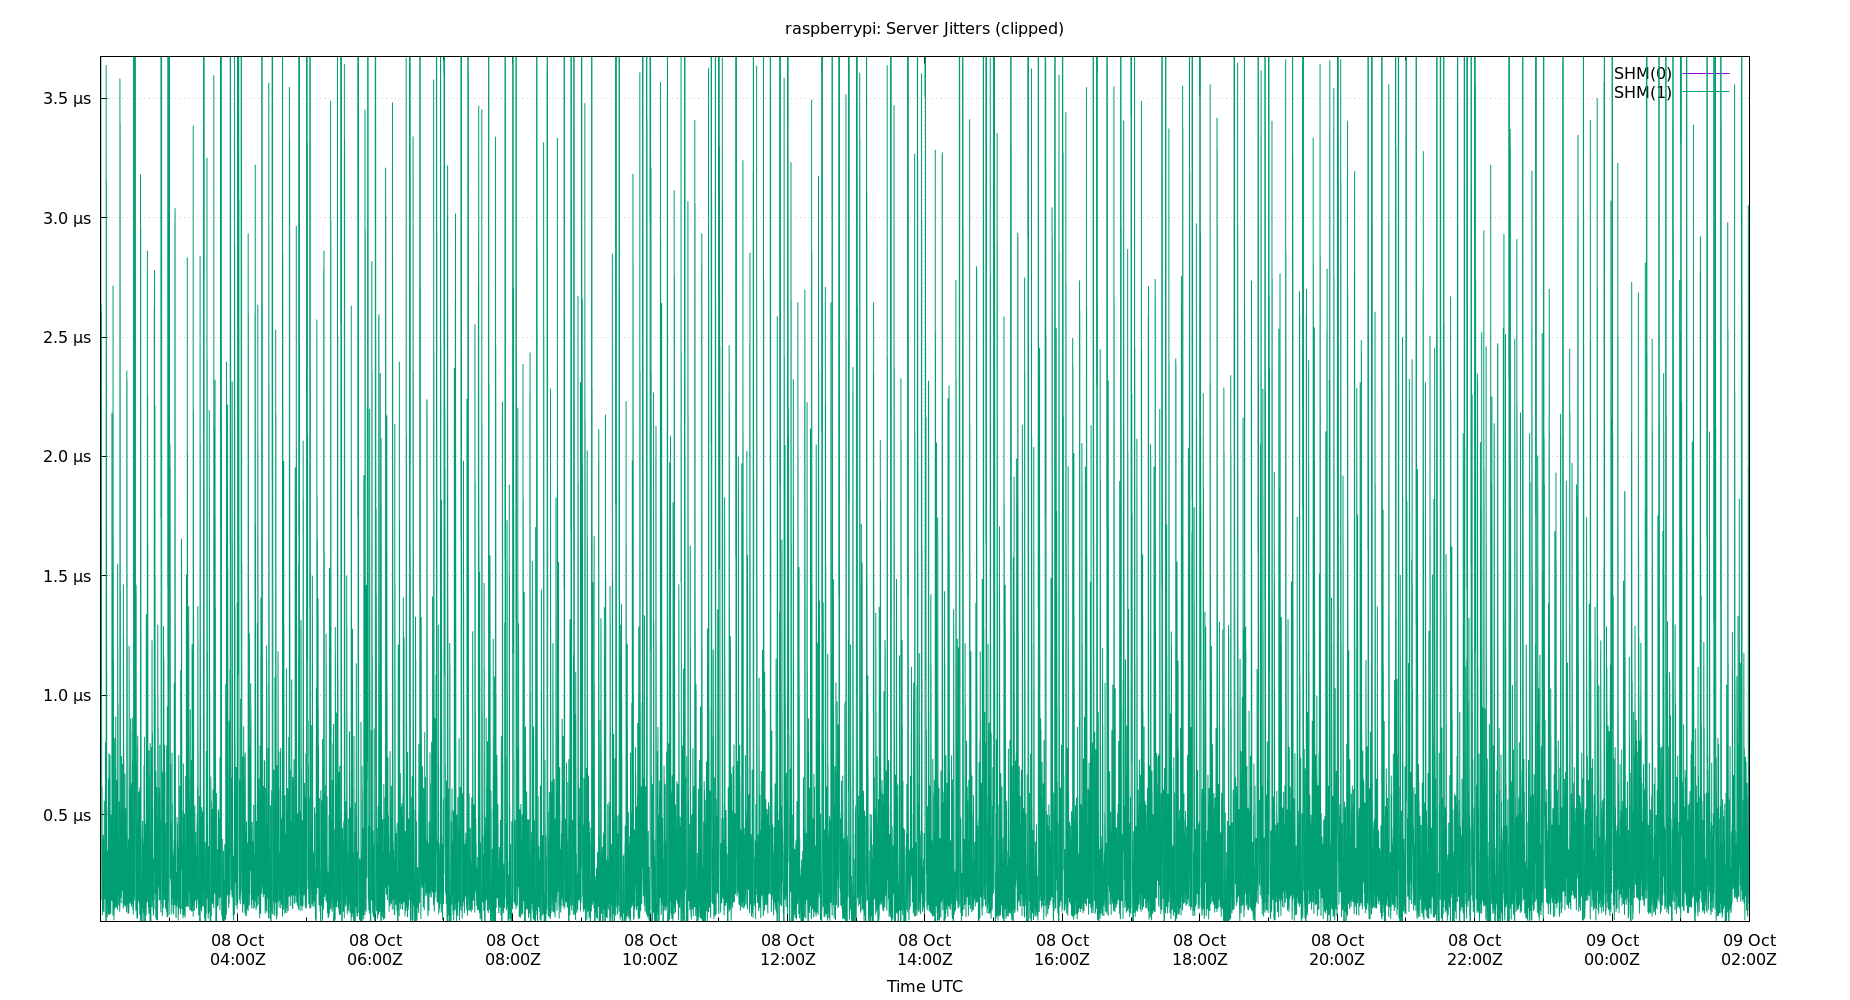 raspberrypi: Server Jitters (clipped)
SHM(0)
SHM(1)
3.5 µs
3.0 µs
2.5 µs
2.0 µs
1.5 µs
1.0 µs
0.5 µs
08 Oct 08 Oct 08 Oct 08 Oct 08 Oct 08 Oct 08 Oct 08 Oct 08 Oct 08 Oct 09 Oct 09 Oct
04:00Z 06:00Z 08:00Z 10:00Z 12:00Z 14:00Z 16:00Z 18:00Z 20:00Z 22:00Z 00:00Z 02:00Z
Time UTC